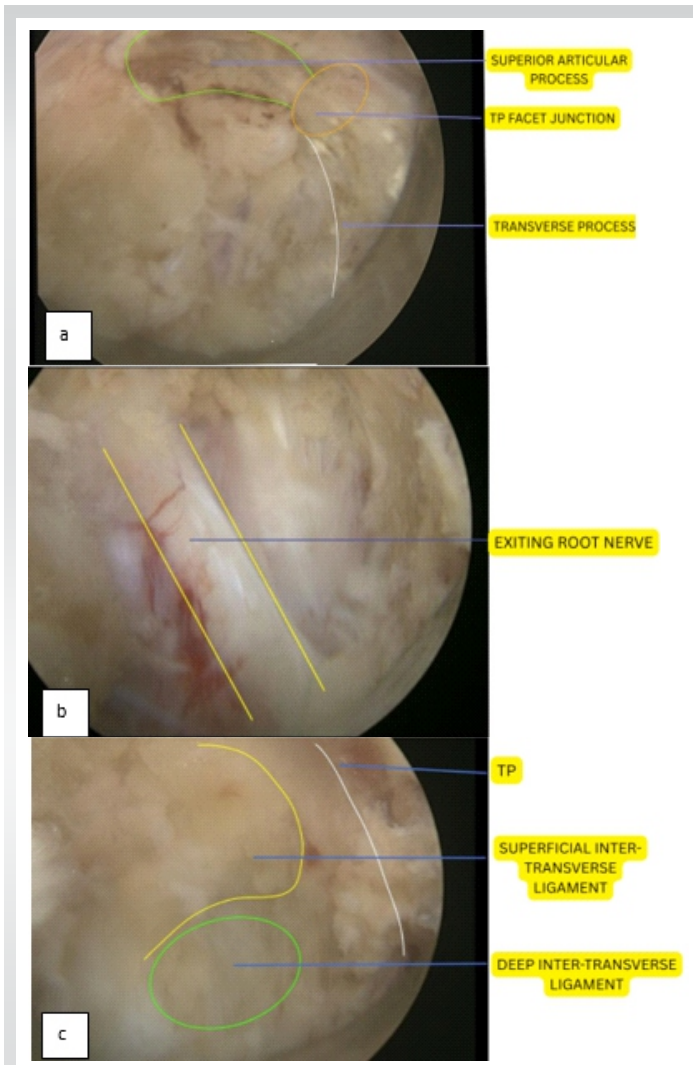 SUPERIOR ARTICULAR
PROCESS
TP FACET JUNCTION
TRANSVERSE PROCESS
a
EXITING ROOT NERVE
b
TP
SUPERFICIAL INTER-
TRANSVERSE
LIGAMENT
DEEP INTER-TRANSVERSE
LIGAMENT
c